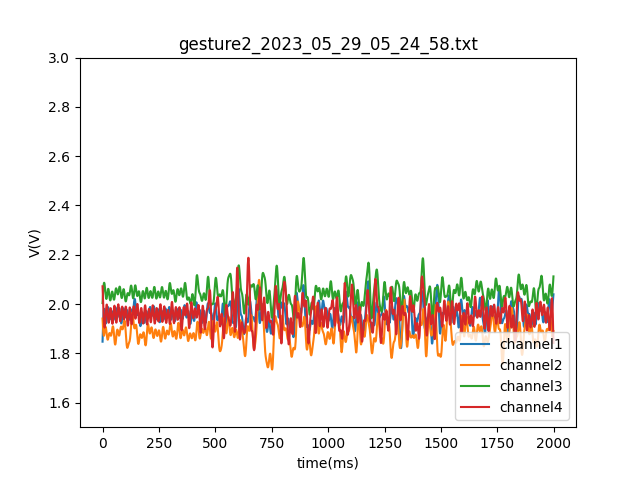 gesture2_2023_05_29_05_24_58.txt
3.0
2.8
2.6
2.4
2.2
2.0
1.8
1.6
V(V)
0 250 500 750 1000 1250 1500 1750 2000
time(ms)
channel1
channel2
channel3
channel4